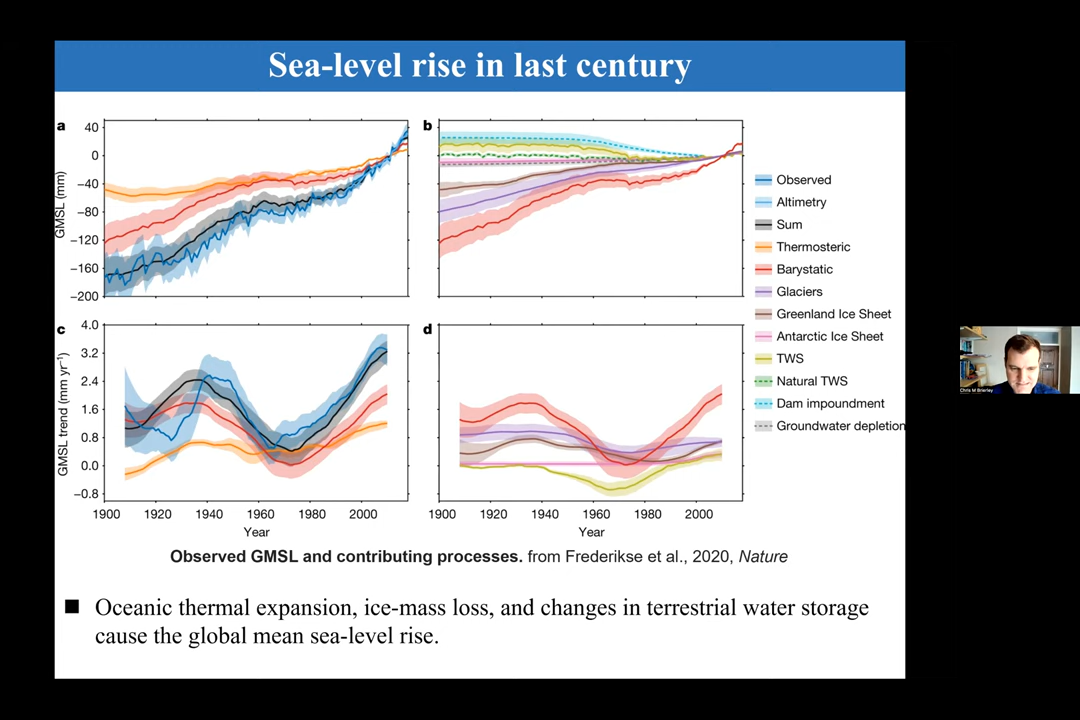 Sea-level rise in last century
a
40
0
−40
−80
−120
−160
−200
GMSL (mm)
b
Observed
Altimetry
Sum
Thermosteric
Barystatic
Glaciers
Greenland Ice Sheet
Antarctic Ice Sheet
TWS
Natural TWS
Dam impoundment
Groundwater depletion
c
4.0
3.2
2.4
1.6
0.8
0.0
−0.8
GMSL trend (mm yr⁻¹)
1900 1920 1940 1960 1980 2000
Year
d
1900 1920 1940 1960 1980 2000
Year
Observed GMSL and contributing processes. from Frederikse et al., 2020, Nature
■ Oceanic thermal expansion, ice-mass loss, and changes in terrestrial water storage
cause the global mean sea-level rise.
Chris M Brierley